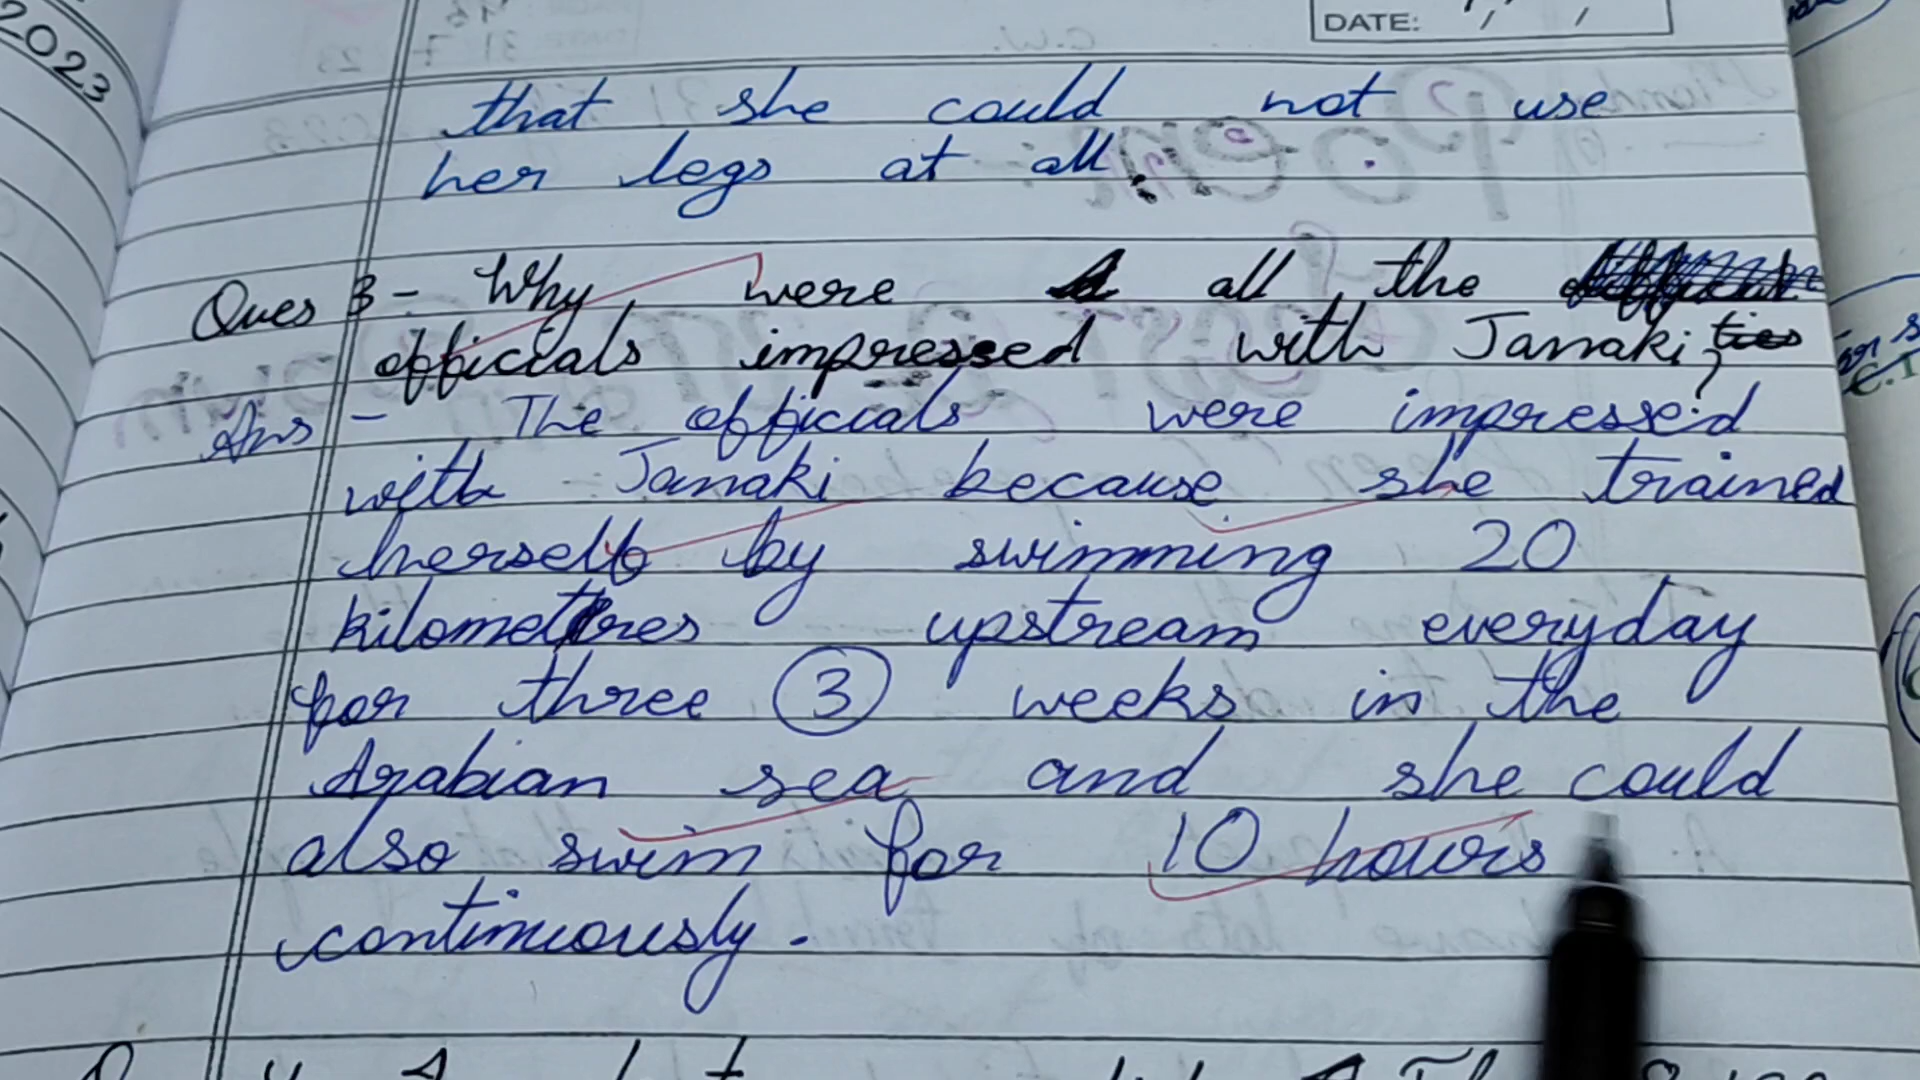 2023
DATE: / /
that she could not use
her legs at all.
Ques 3 - Why were all the
officials impressed with Janaki ?
Ans - The officials were impressed
with Janaki because she trained
herself by swimming 20
kilometres upstream everyday
for three (3) weeks in the
Arabian sea and she could
also swim for 10 hours
continuously.